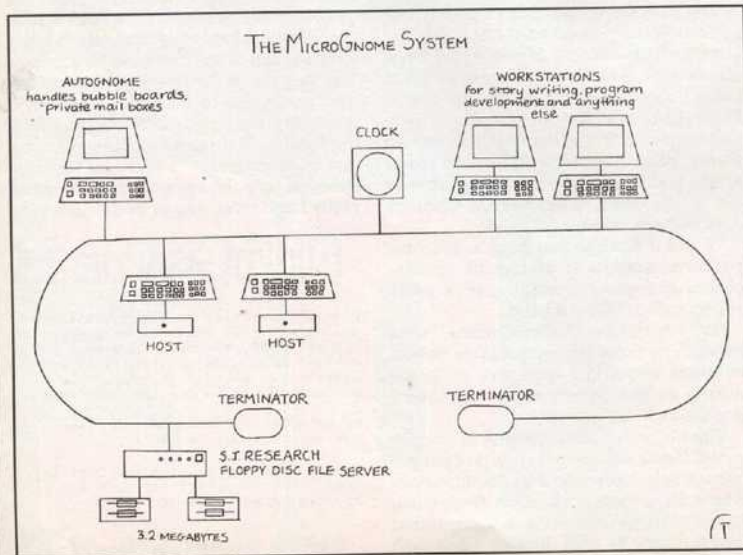 THE MICROGNOME SYSTEM
AUTOGNOME
handles bubble boards,
private mail boxes
WORKSTATIONS
for story writing, program
development and anything
else
CLOCK
HOST
HOST
TERMINATOR
TERMINATOR
S.J RESEARCH
FLOPPY DISC FILE SERVER
3.2 MEGABYTES